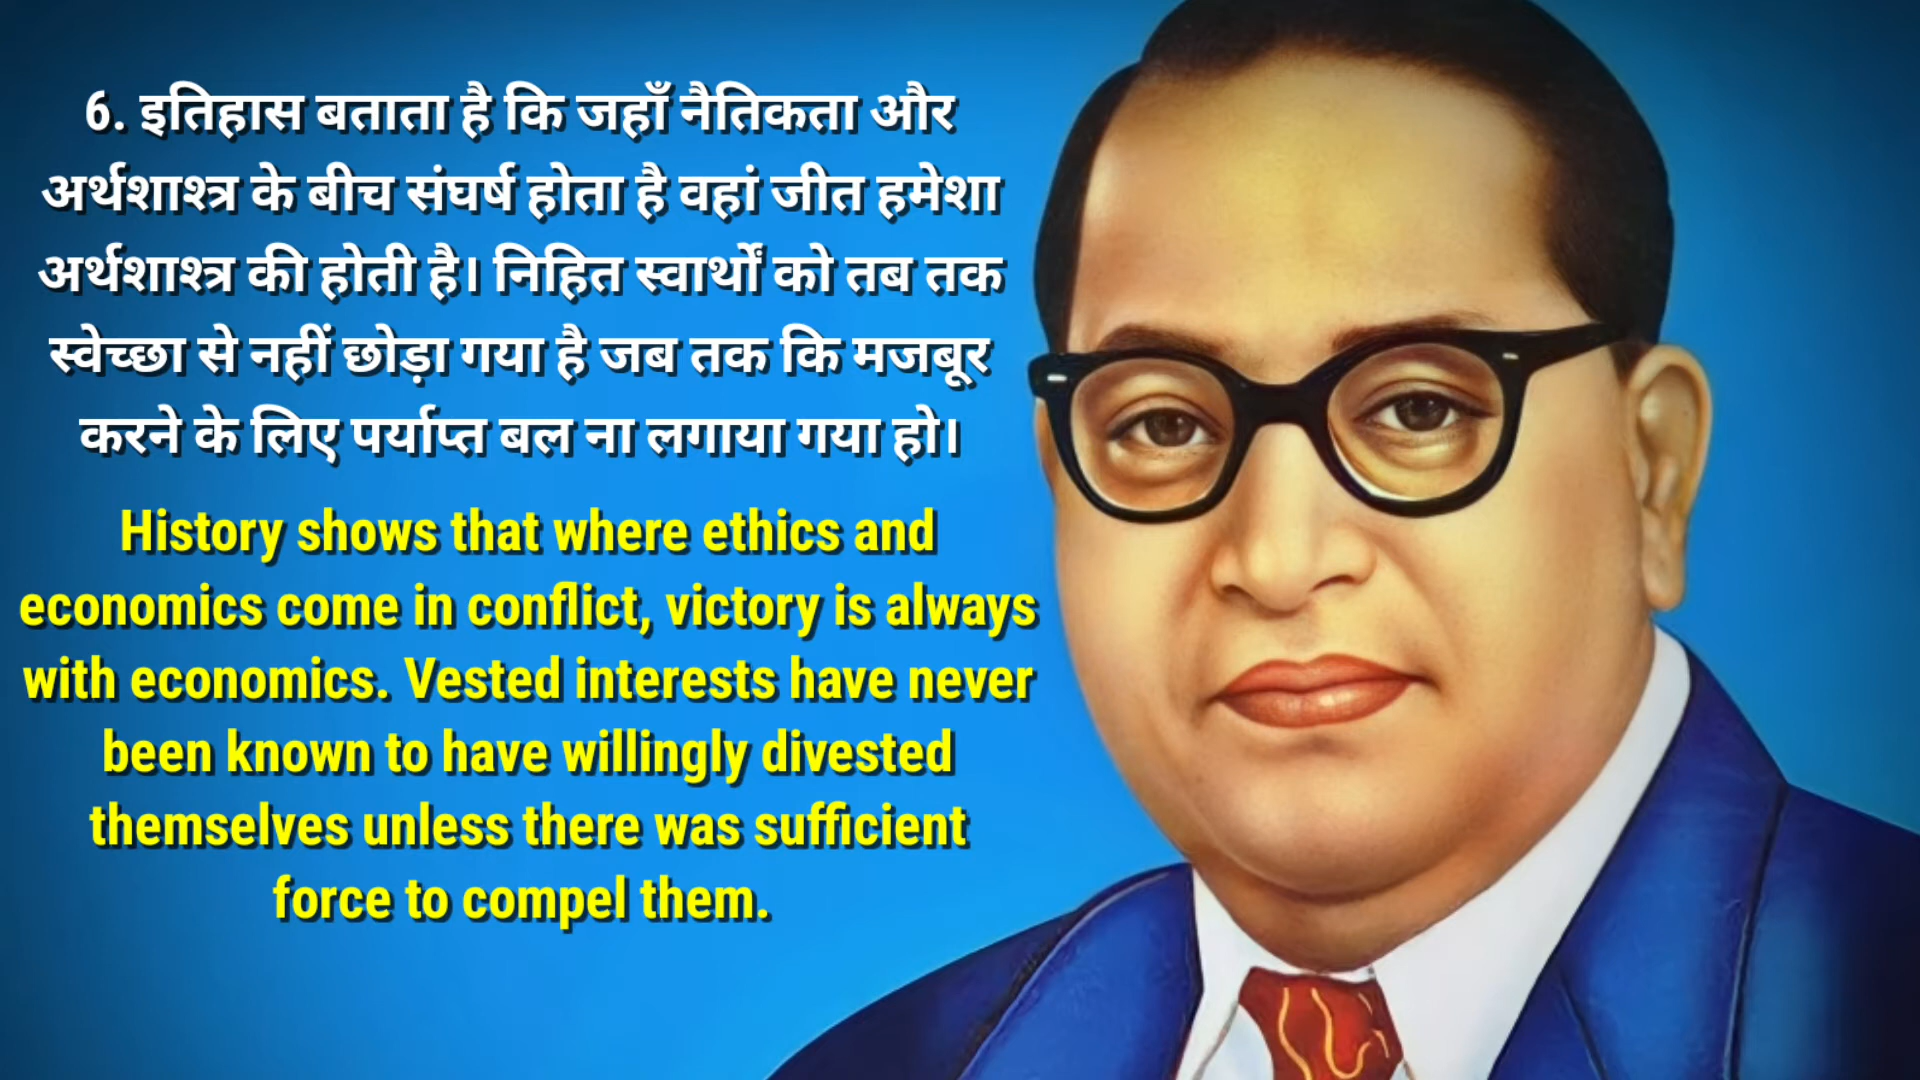 6. इतिहास बताता है कि जहाँ नैतिकता और
अर्थशाश्त्र के बीच संघर्ष होता है वहां जीत हमेशा
अर्थशाश्त्र की होती है। निहित स्वार्थों को तब तक
स्वेच्छा से नहीं छोड़ा गया है जब तक कि मजबूर
करने के लिए पर्याप्त बल ना लगाया गया हो।
History shows that where ethics and
economics come in conflict, victory is always
with economics. Vested interests have never
been known to have willingly divested
themselves unless there was sufficient
force to compel them.